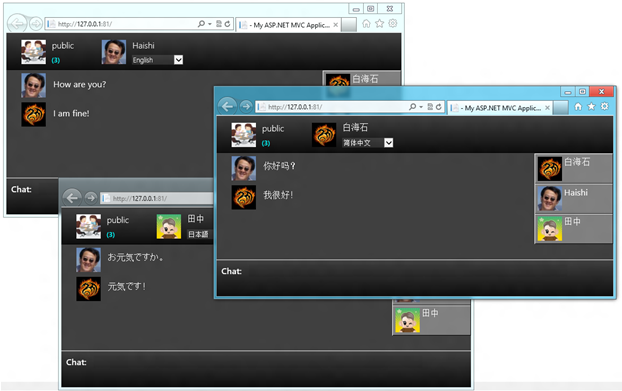 http://127.0.0.1:81/
- My ASP.NET MVC Applic...
public
(3)
Haishi
English
How are you?
I am fine!
白海石
Chat:
http://127.0.0.1:81/
- My ASP.NET MVC Applic...
public
(3)
白海石
简体中文
你好吗?
我很好!
白海石
Haishi
田中
Chat:
http://127.0.0.1:81/
public
(3)
田中
日本語
お元気ですか。
元気です!
田中
Chat: